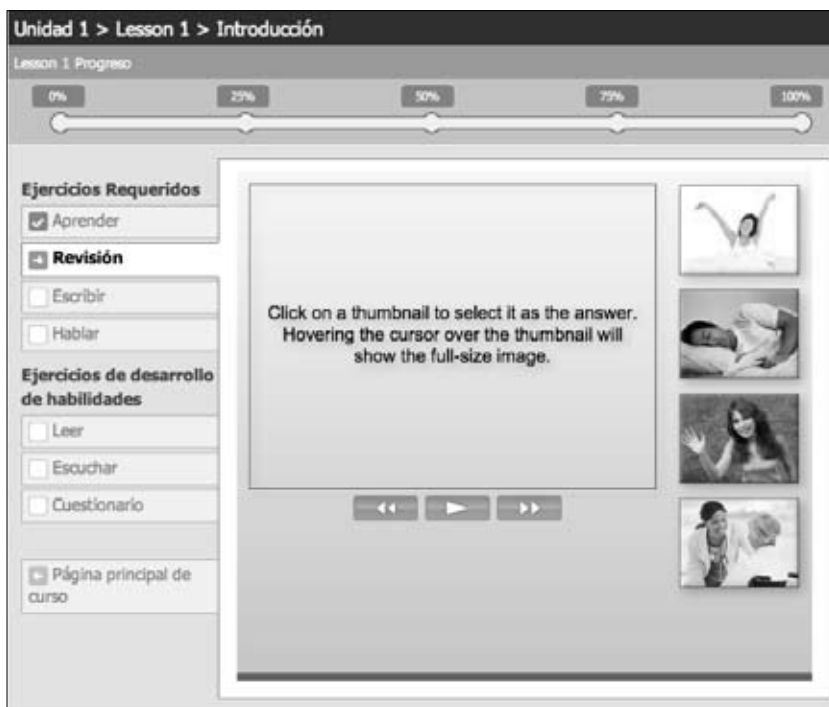 Unidad 1 > Lesson 1 > Introducción
Lesson 1 Progreso
0% 25% 50% 75% 100%
Ejercicios Requeridos
Aprender
Revisión
Escribir
Hablar
Ejercicios de desarrollo
de habilidades
Leer
Escuchar
Cuestionario
Página principal de
curso
Click on a thumbnail to select it as the answer.
Hovering the cursor over the thumbnail will
show the full-size image.